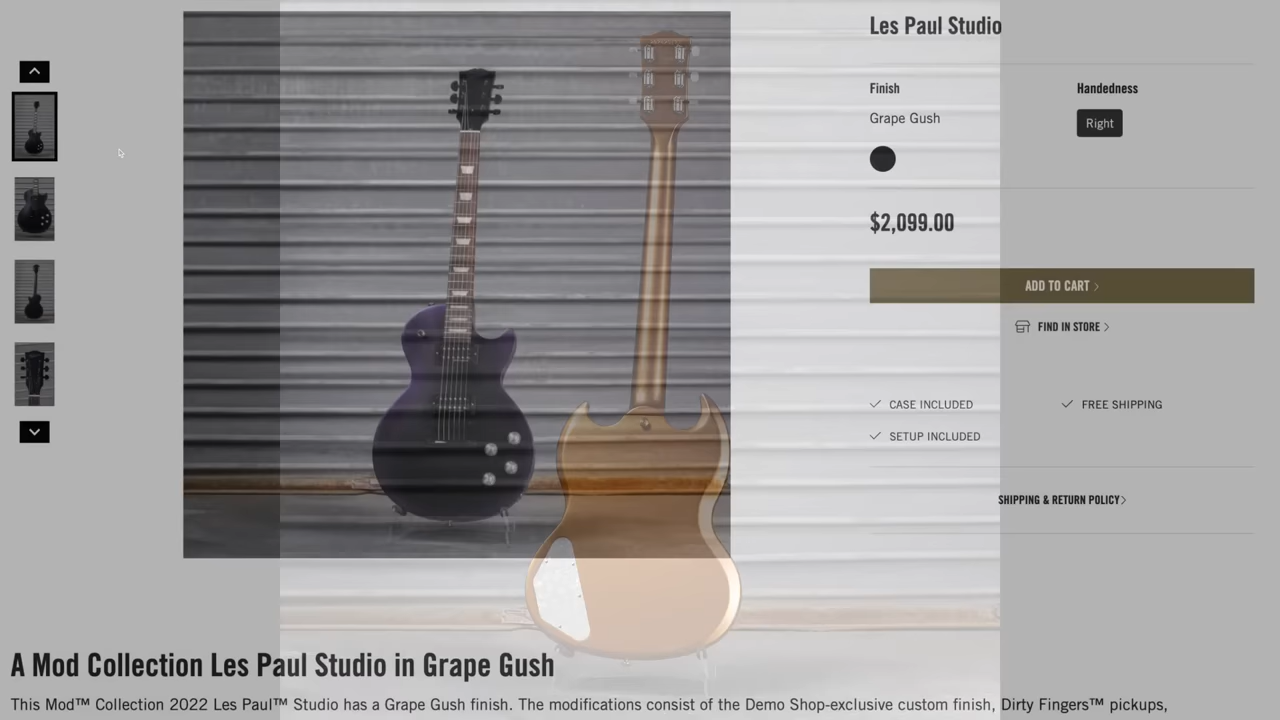 Les Paul Studio
Finish
Handedness
Grape Gush
Right
$2,099.00
ADD TO CART
FIND IN STORE
CASE INCLUDED
FREE SHIPPING
SETUP INCLUDED
SHIPPING & RETURN POLICY
A Mod Collection Les Paul Studio in Grape Gush
This Mod™ Collection 2022 Les Paul™ Studio has a Grape Gush finish. The modifications consist of the Demo Shop-exclusive custom finish, Dirty Fingers™ pickups,